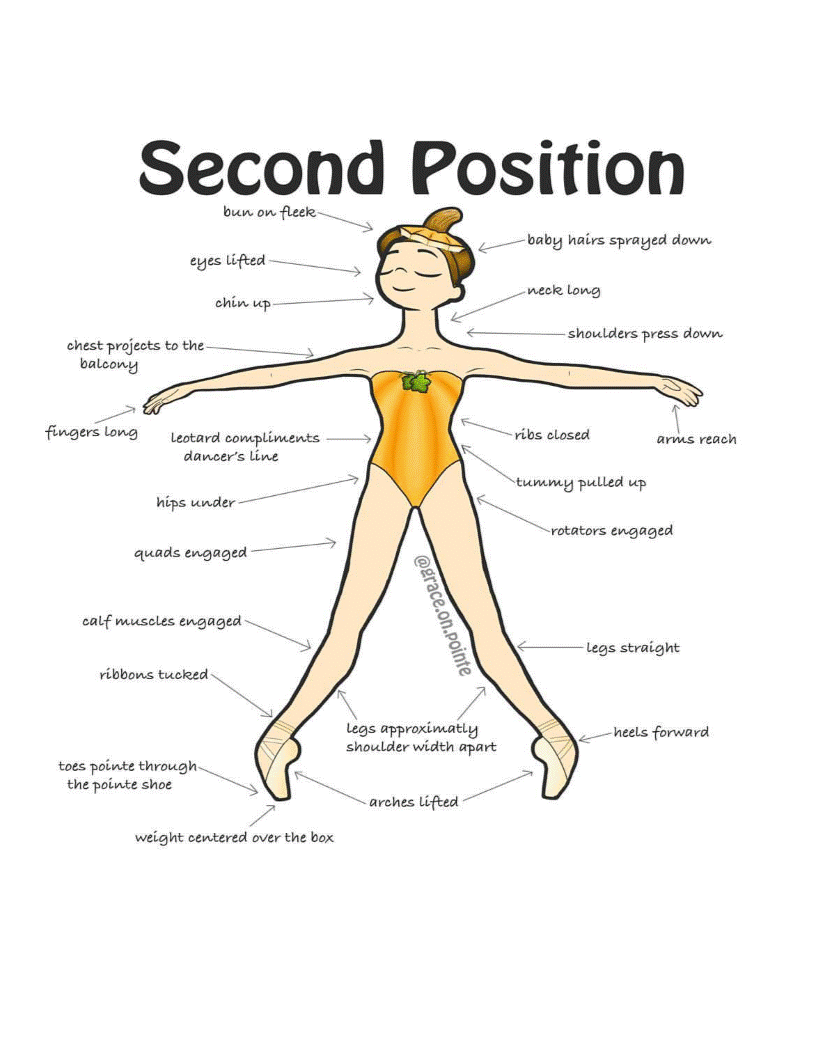 Second Position
bun on fleek
baby hairs sprayed down
eyes lifted
neck long
chin up
shoulders press down
chest projects to the
balcony
fingers long
leotard compliments
dancer's line
ribs closed
arms reach
tummy pulled up
hips under
rotators engaged
quads engaged
@grace.on.pointe
calf muscles engaged
legs straight
ribbons tucked
legs approximatly
shoulder width apart
heels forward
toes pointe through
the pointe shoe
arches lifted
weight centered over the box